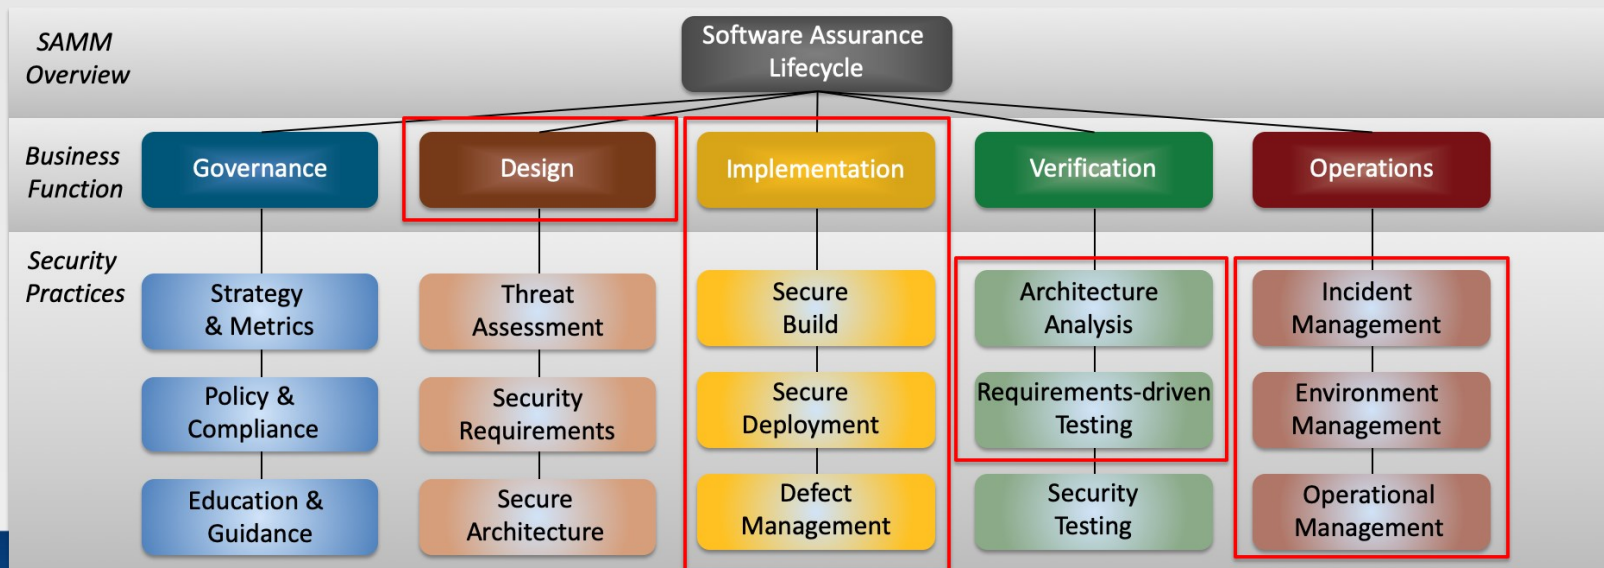 SAMM
Overview
Software Assurance
Lifecycle
Business
Function
Governance
Design
Implementation
Verification
Operations
Security
Practices
Strategy
& Metrics
Threat
Assessment
Secure
Build
Architecture
Analysis
Incident
Management
Policy &
Compliance
Security
Requirements
Secure
Deployment
Requirements-driven
Testing
Environment
Management
Education &
Guidance
Secure
Architecture
Defect
Management
Security
Testing
Operational
Management